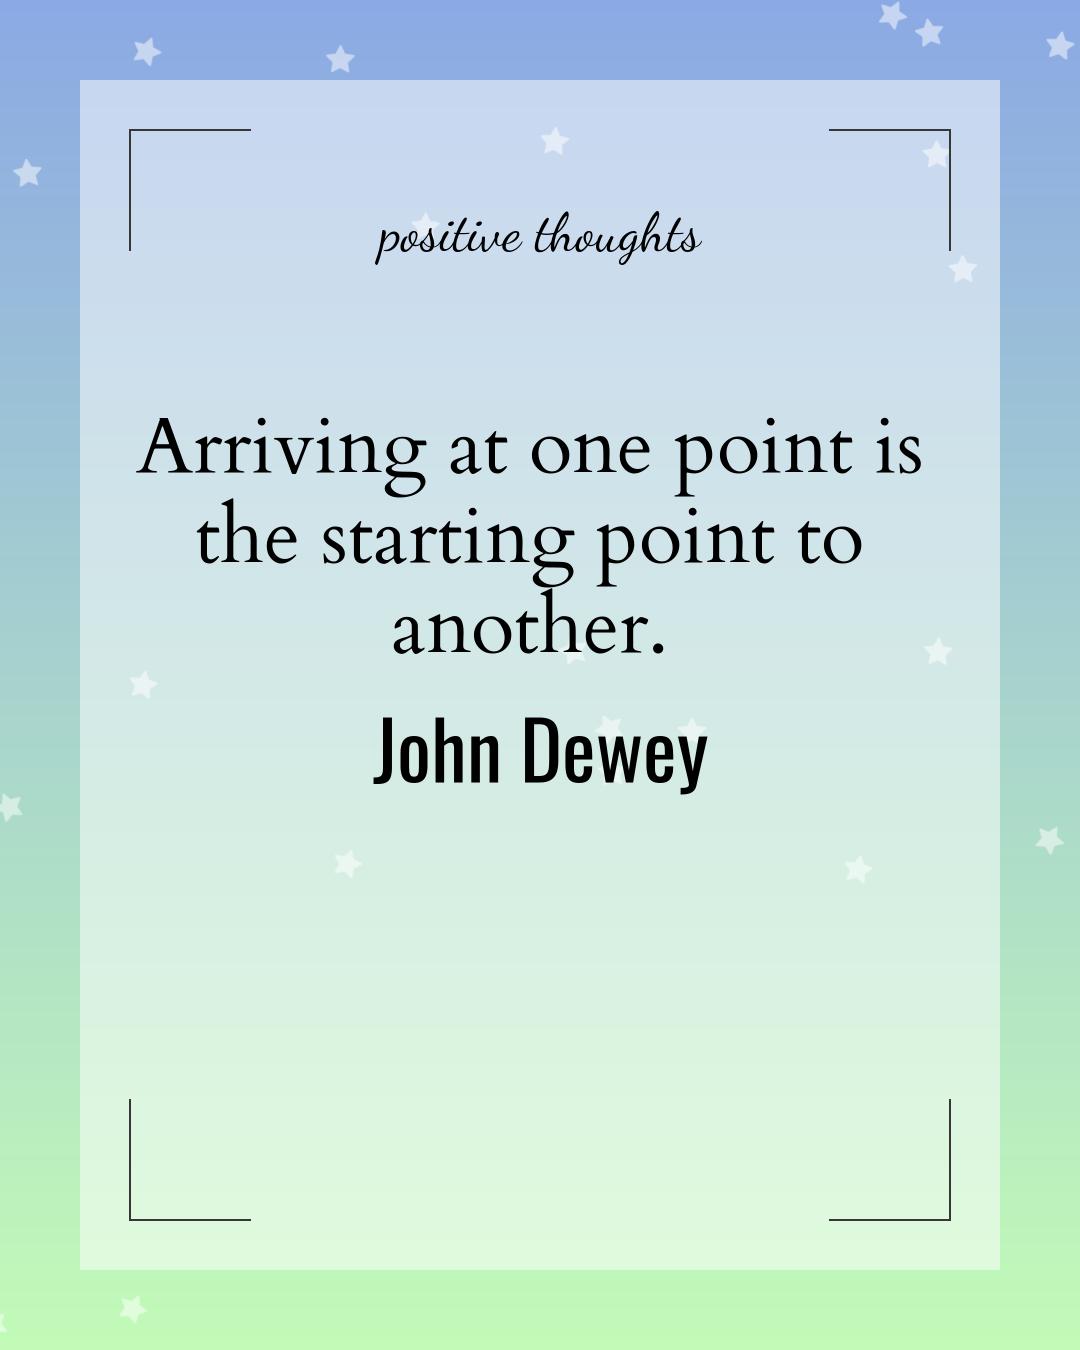 positive thoughts
Arriving at one point is
the starting point to
another.
John Dewey